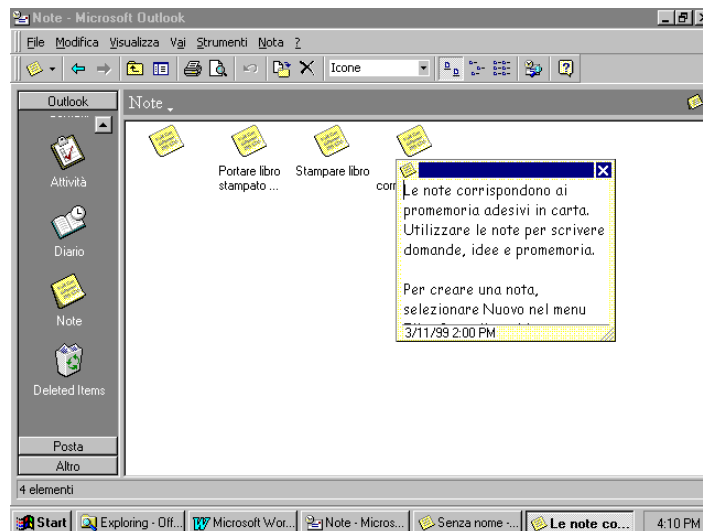 Note - Microsoft Outlook
File Modifica Visualizza Vai Strumenti Nota ?
Icone
Outlook
Note
Attività
Diario
Note
Deleted Items
Posta
Altro
Portare libro
stampato ...
Stampare libro
Le note corrispondono ai
promemoria adesivi in carta.
Utilizzare le note per scrivere
domande, idee e promemoria.
Per creare una nota,
selezionare Nuovo nel menu
3/11/99 2:00 PM
4 elementi
Start
Exploring - Off...
Microsoft Wor...
Note - Micros...
Senza nome -...
Le note co...
4:10 PM